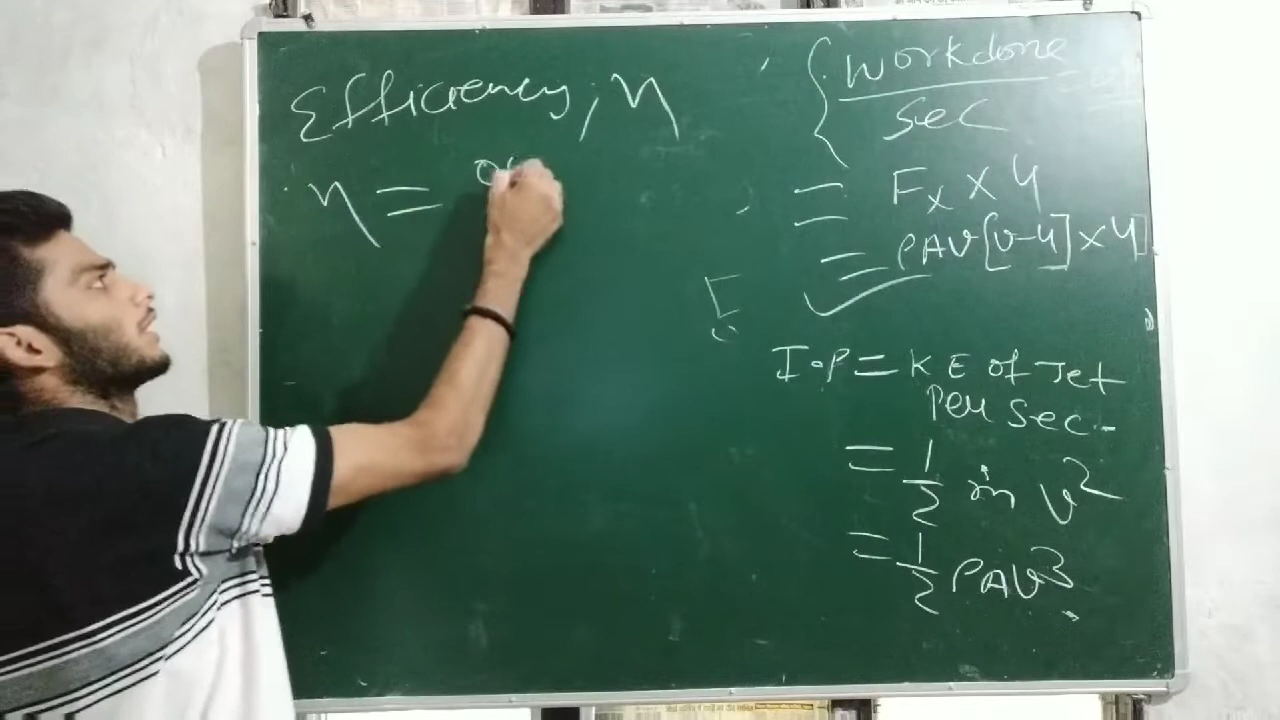 Efficiency, η
η =
Workdone
sec
= Fx × u
= ρAV[V-u] × u
I.P = K E of Jet
Per sec.
= 1/2 ṁ V²
= 1/2 ρAV³